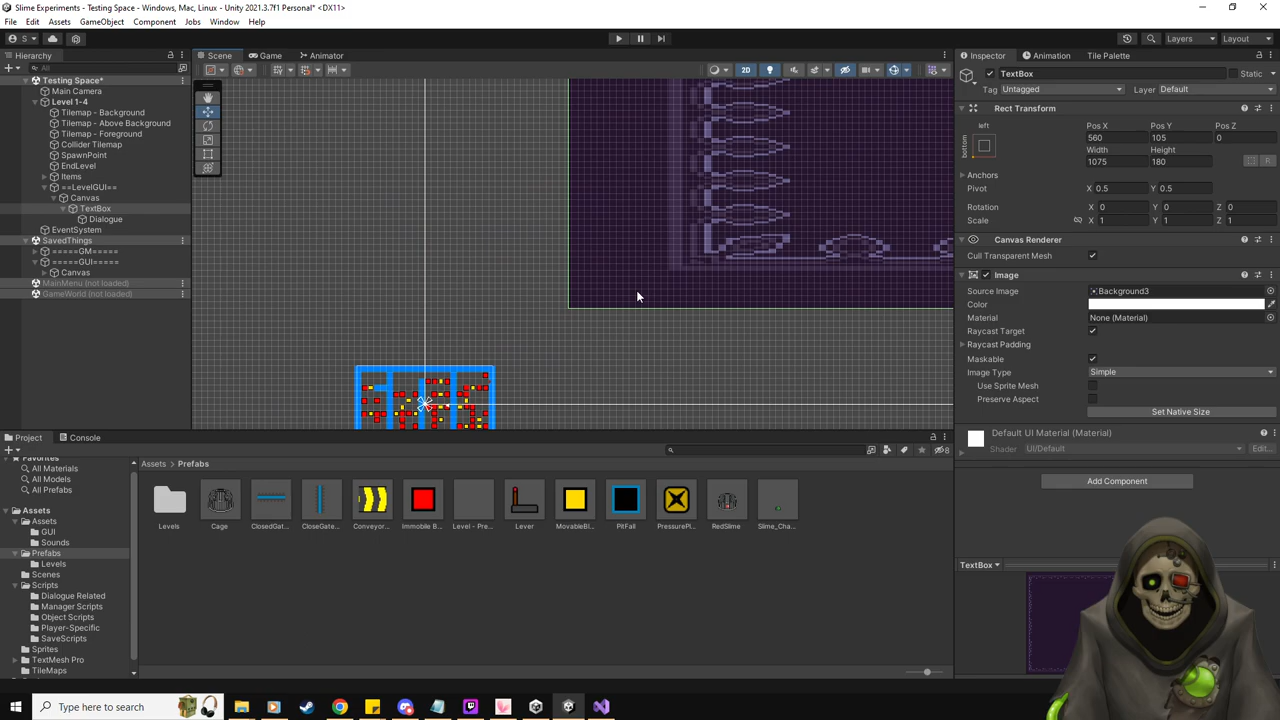 Slime Experiments - Testing Space - Windows, Mac, Linux - Unity 2021.3.7f1 Personal* <DX11>
File Edit Assets GameObject Component Jobs Window Help
S Layers Layout
Hierarchy Scene Game Animator Inspector Animation Tile Palette
All
Testing Space*
Main Camera
Level 1-4
Tilemap - Background
Tilemap - Above Background
Tilemap - Foreground
Collider Tilemap
SpawnPoint
EndLevel
Items
==LevelGUI==
Canvas
TextBox
Dialogue
EventSystem
SavedThings
=====GM=====
=====GUI=====
Canvas
MainMenu (not loaded)
GameWorld (not loaded)
2D
TextBox Static
Tag Untagged Layer Default
Rect Transform
left
bottom
Pos X Pos Y Pos Z
560 105 0
Width Height
1075 180
R
Anchors
Pivot X 0.5 Y 0.5
Rotation X 0 Y 0 Z 0
Scale X 1 Y 1 Z 1
Canvas Renderer
Cull Transparent Mesh
Image
Source Image Background3
Color
Material None (Material)
Raycast Target
Raycast Padding
Maskable
Image Type Simple
Use Sprite Mesh
Preserve Aspect
Set Native Size
Default UI Material (Material)
Shader UI/Default Edit...
Add Component
TextBox
Project Console
8
Favorites
All Materials
All Models
All Prefabs
Assets
Assets
GUI
Sounds
Prefabs
Levels
Scenes
Scripts
Dialogue Related
Manager Scripts
Object Scripts
Player-Specific
SaveScripts
Sprites
TextMesh Pro
TileMaps
Assets > Prefabs
Levels Cage ClosedGat... CloseGate... Conveyor... Immobile B... Level - Pre... Lever MovableBl... PitFall PressurePl... RedSlime Slime_Cha...
Type here to search